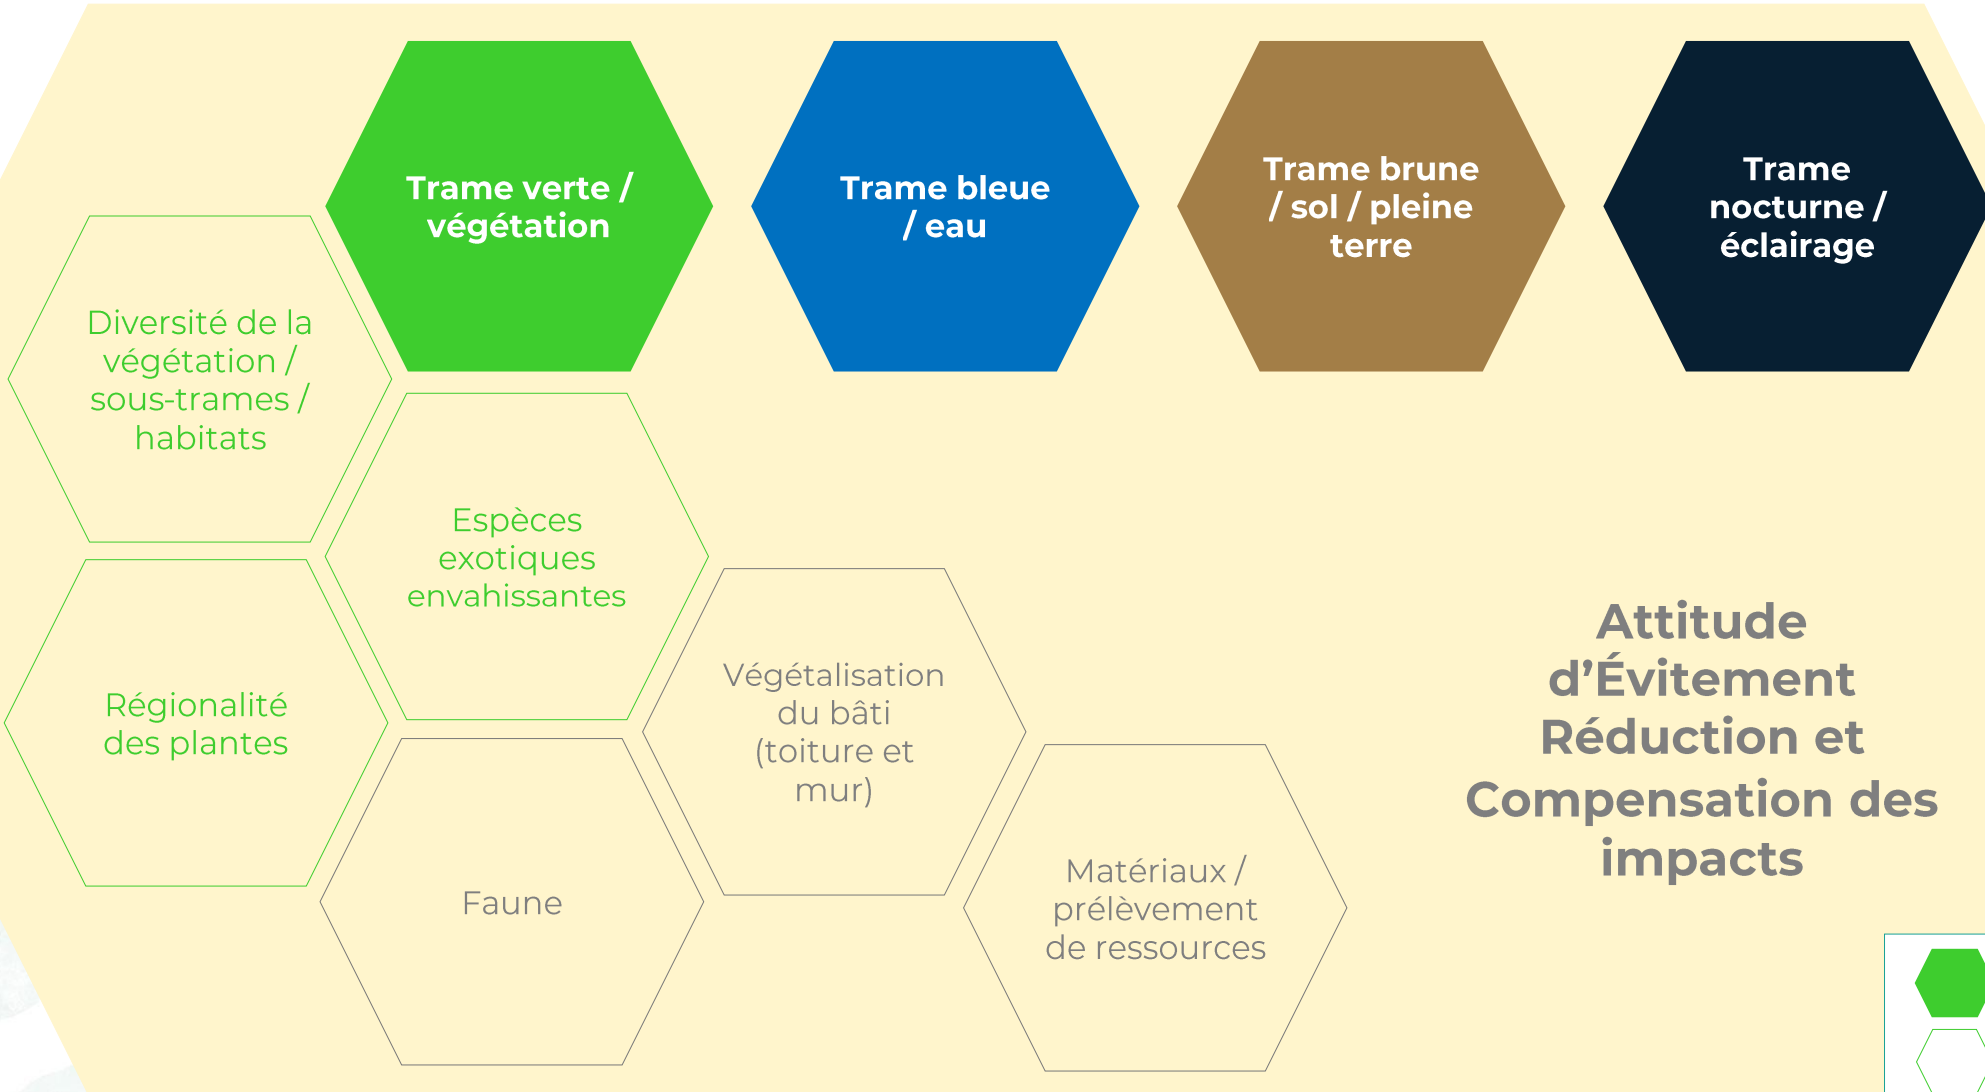 Trame verte /
végétation
Trame bleue
/ eau
Trame brune
/ sol / pleine
terre
Trame
nocturne /
éclairage
Diversité de la
végétation /
sous-trames /
habitats
Espèces
exotiques
envahissantes
Régionalité
des plantes
Végétalisation
du bâti
(toiture et
mur)
Faune
Matériaux /
prélèvement
de ressources
Attitude
d’Évitement
Réduction et
Compensation des
impacts